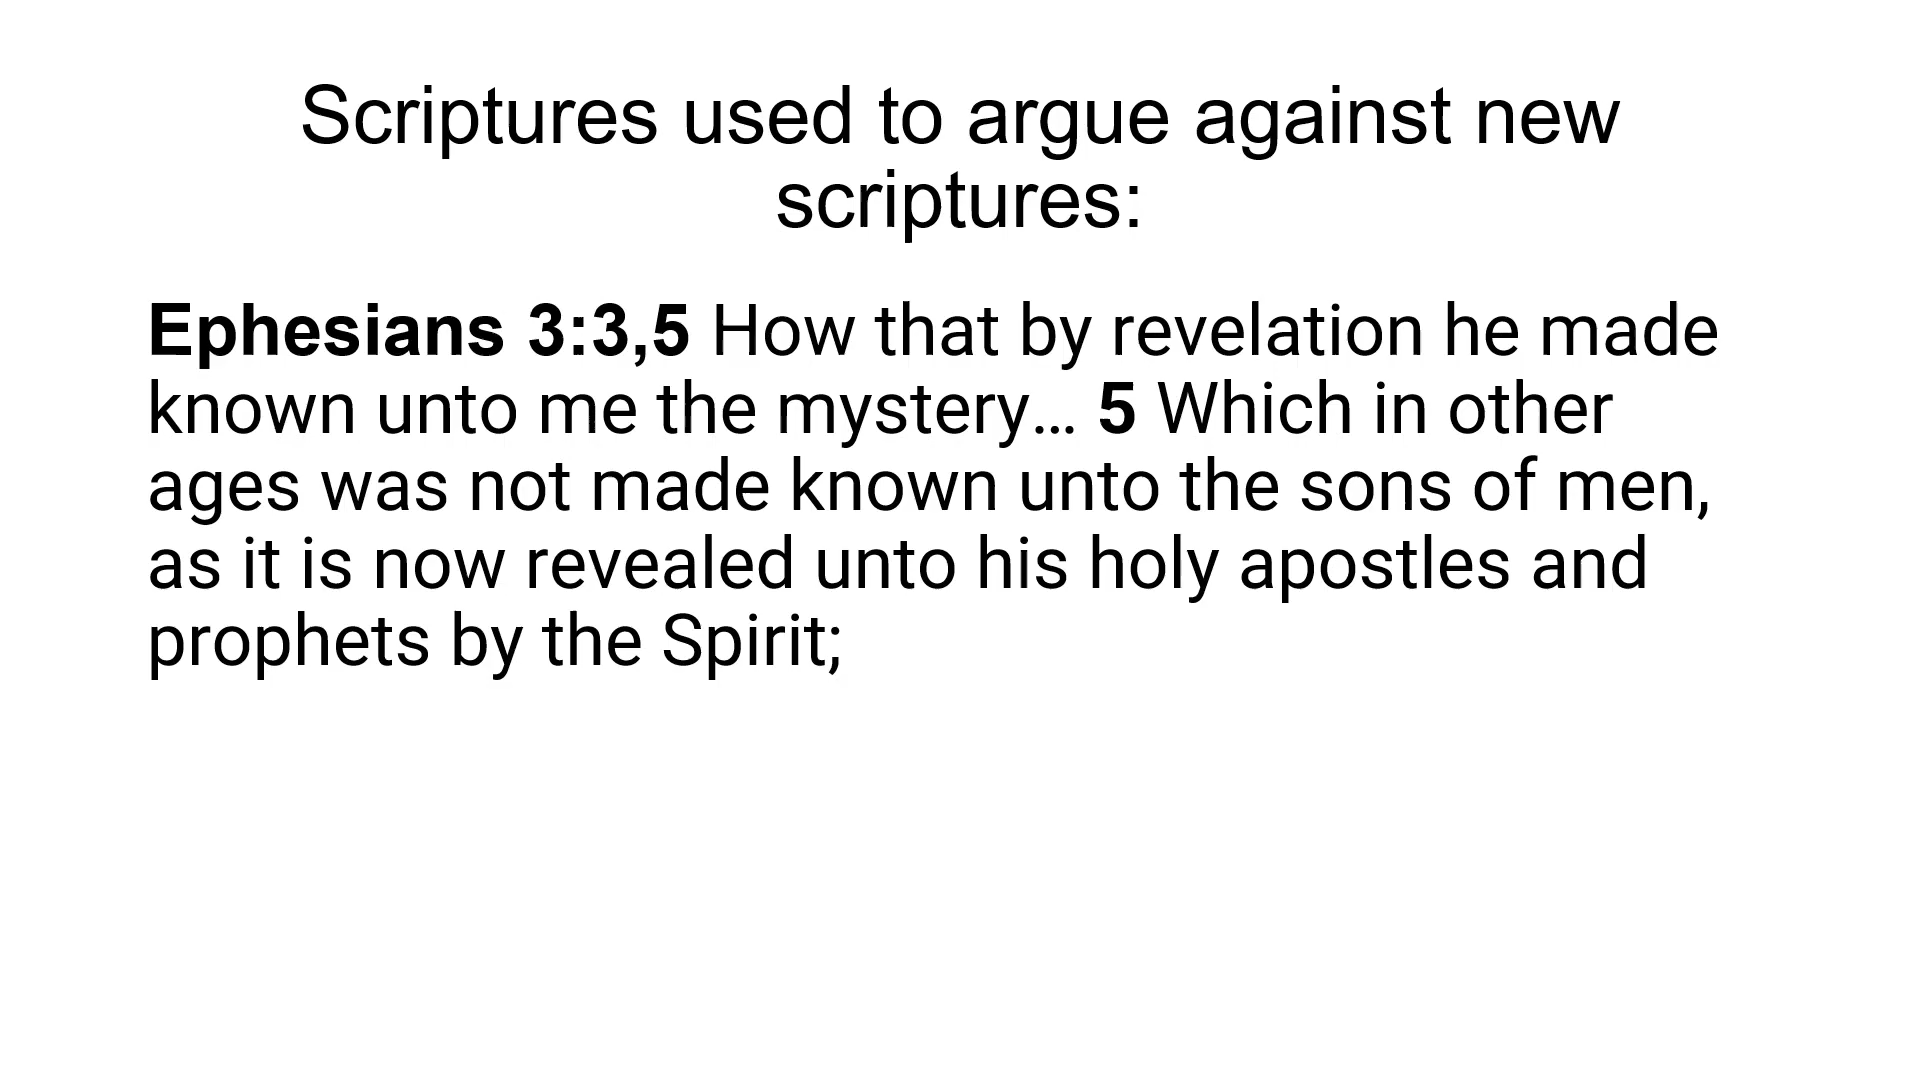 Scriptures used to argue against new
scriptures:
Ephesians 3:3,5 How that by revelation he made
known unto me the mystery… 5 Which in other
ages was not made known unto the sons of men,
as it is now revealed unto his holy apostles and
prophets by the Spirit;